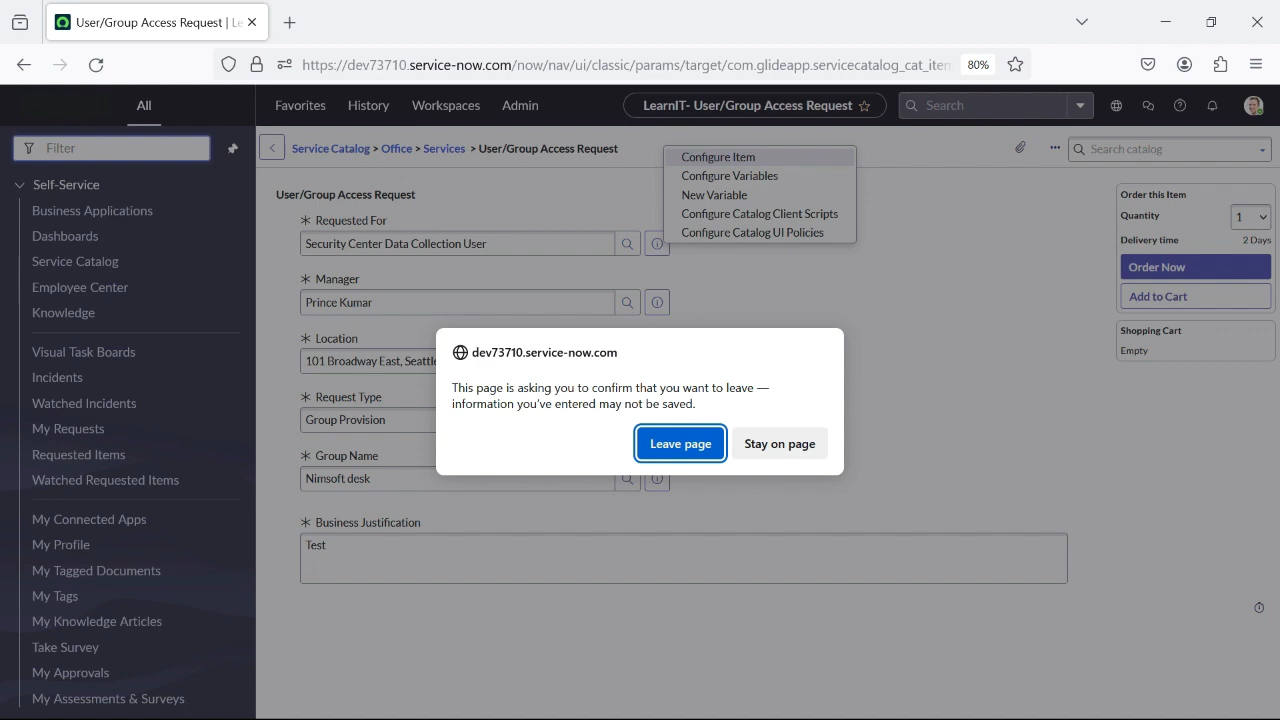 User/Group Access Request | Le
https://dev73710.service-now.com/now/nav/ui/classic/params/target/com.glideapp.servicecatalog_cat_iten
80%
All
Favorites
History
Workspaces
Admin
LearnIT- User/Group Access Request
Search
Filter
Service Catalog > Office > Services > User/Group Access Request
Search catalog
Self-Service
Business Applications
Dashboards
Service Catalog
Employee Center
Knowledge
Visual Task Boards
Incidents
Watched Incidents
My Requests
Requested Items
Watched Requested Items
My Connected Apps
My Profile
My Tagged Documents
My Tags
My Knowledge Articles
Take Survey
My Approvals
My Assessments & Surveys
Configure Item
Configure Variables
New Variable
Configure Catalog Client Scripts
Configure Catalog UI Policies
User/Group Access Request
Requested For
Security Center Data Collection User
Manager
Prince Kumar
Location
101 Broadway East, Seattle
Request Type
Group Provision
Group Name
Nimsoft desk
Business Justification
Test
dev73710.service-now.com
This page is asking you to confirm that you want to leave —
information you've entered may not be saved.
Leave page
Stay on page
Order this Item
Quantity
1
Delivery time
2 Days
Order Now
Add to Cart
Shopping Cart
Empty